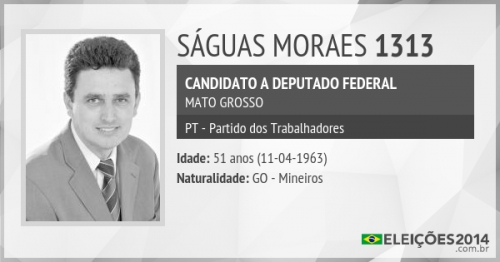 SÁGUAS MORAES 1313
CANDIDATO A DEPUTADO FEDERAL
MATO GROSSO
PT - Partido dos Trabalhadores
Idade: 51 anos (11-04-1963)
Naturalidade: GO - Mineiros
ELEIÇÕES2014
.com.br